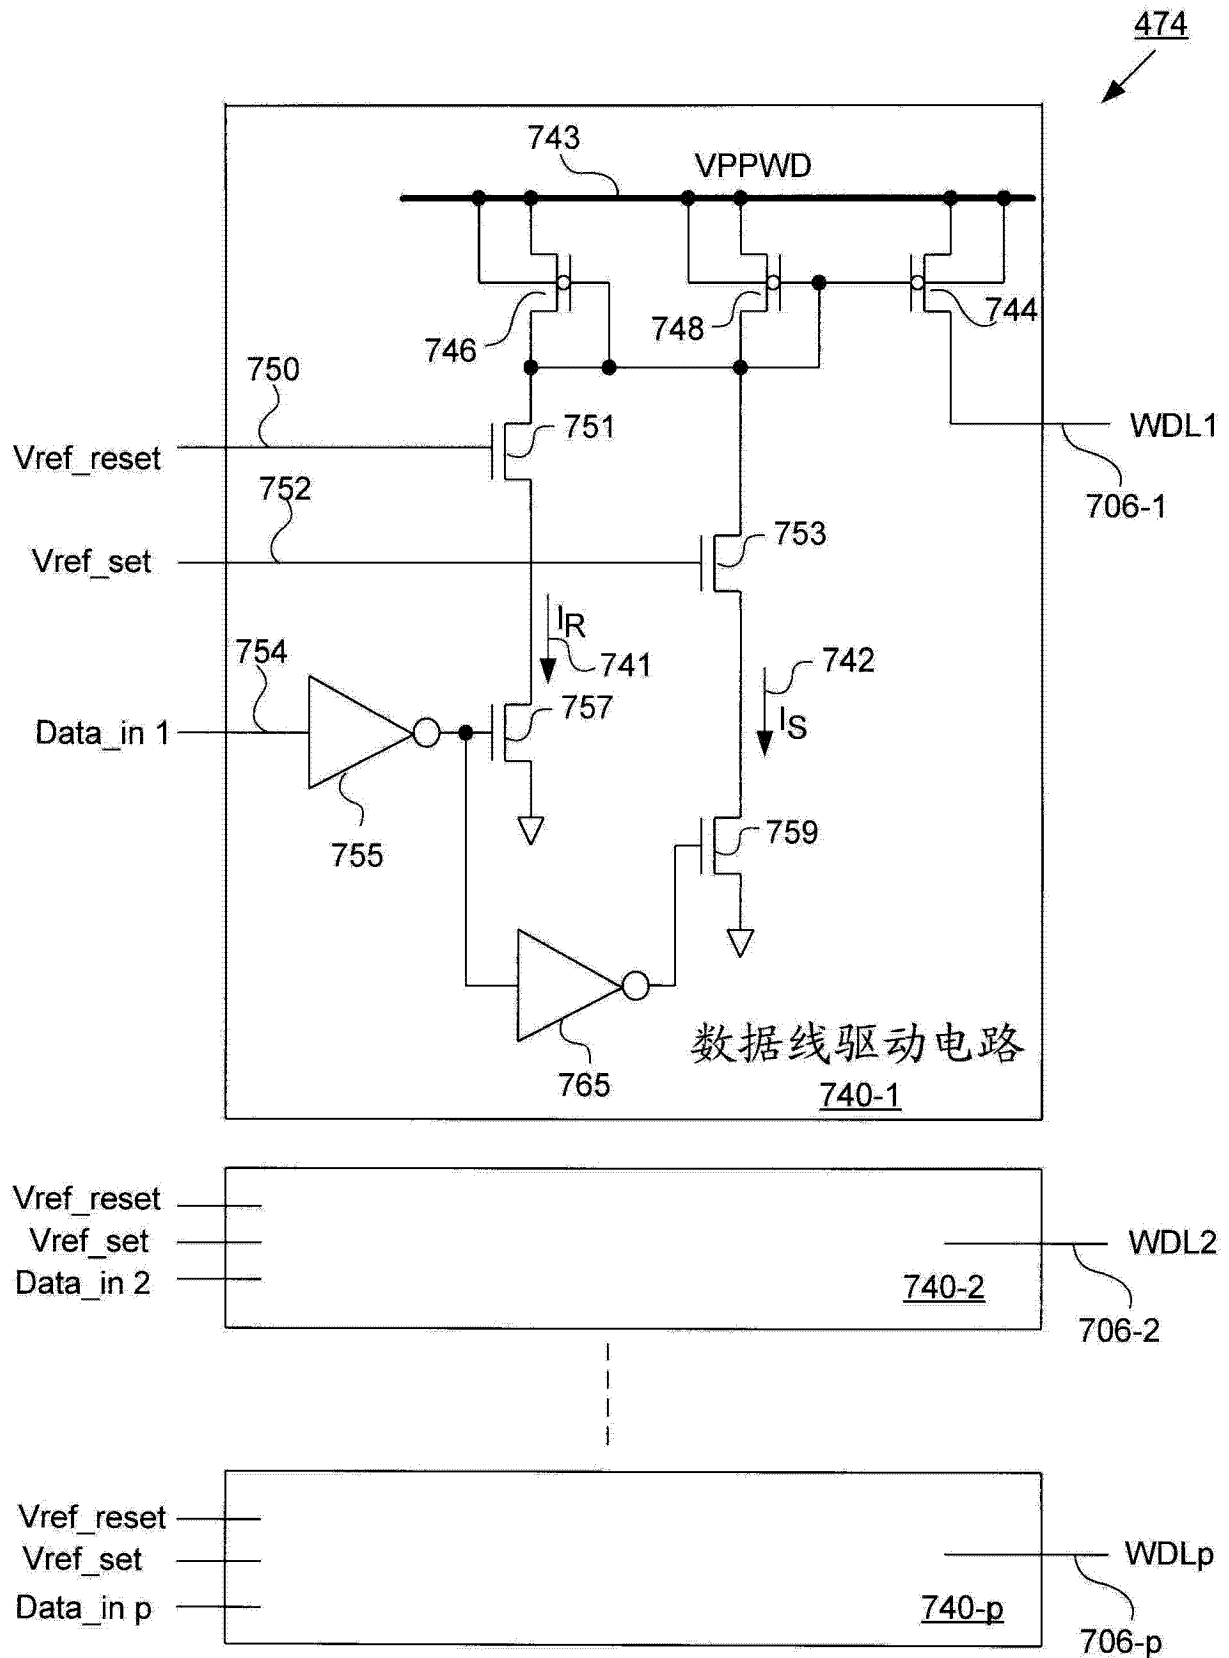 474
743
VPPWD
746
748
744
750
751
WDL1
Vref_reset
706-1
752
753
Vref_set
IR
741
742
754
757
IS
Data_in 1
755
759
765
数据线驱动电路
740-1
Vref_reset
Vref_set
WDL2
Data_in 2
740-2
706-2
Vref_reset
Vref_set
WDLp
Data_in p
740-p
706-p